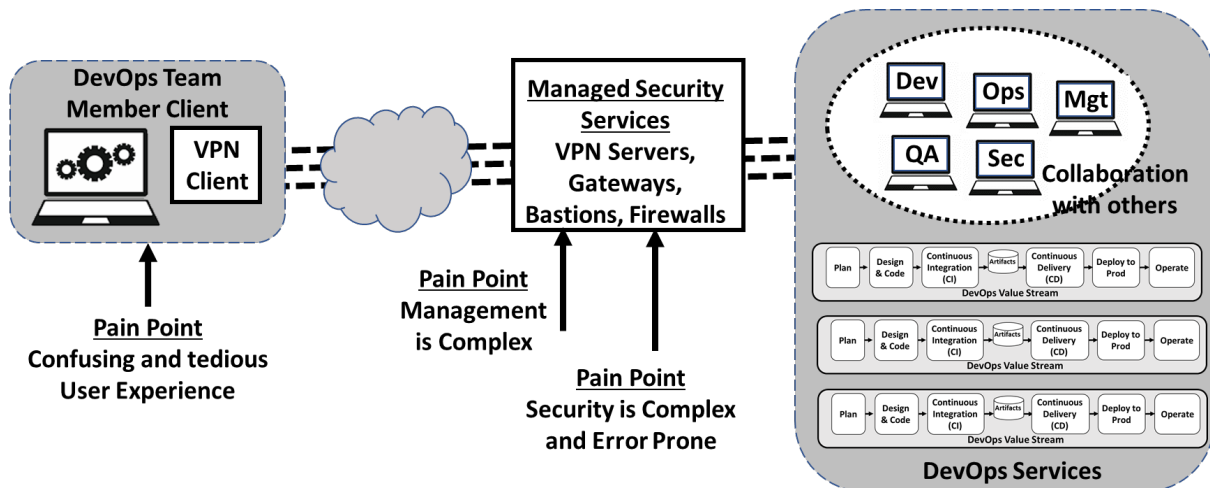 DevOps Team
Member Client
VPN
Client
Pain Point
Confusing and tedious
User Experience
Managed Security
Services
VPN Servers,
Gateways,
Bastions, Firewalls
Pain Point
Management
is Complex
Pain Point
Security is Complex
and Error Prone
Dev
Ops
Mgt
QA
Sec
Collaboration
with others
Plan
Design
& Code
Continuous
Integration
(CI)
Artifacts
Continuous
Delivery
(CD)
Deploy to
Prod
Operate
DevOps Value Stream
Plan
Design
& Code
Continuous
Integration
(CI)
Artifacts
Continuous
Delivery
(CD)
Deploy to
Prod
Operate
DevOps Value Stream
Plan
Design
& Code
Continuous
Integration
(CI)
Artifacts
Continuous
Delivery
(CD)
Deploy to
Prod
Operate
DevOps Value Stream
DevOps Services